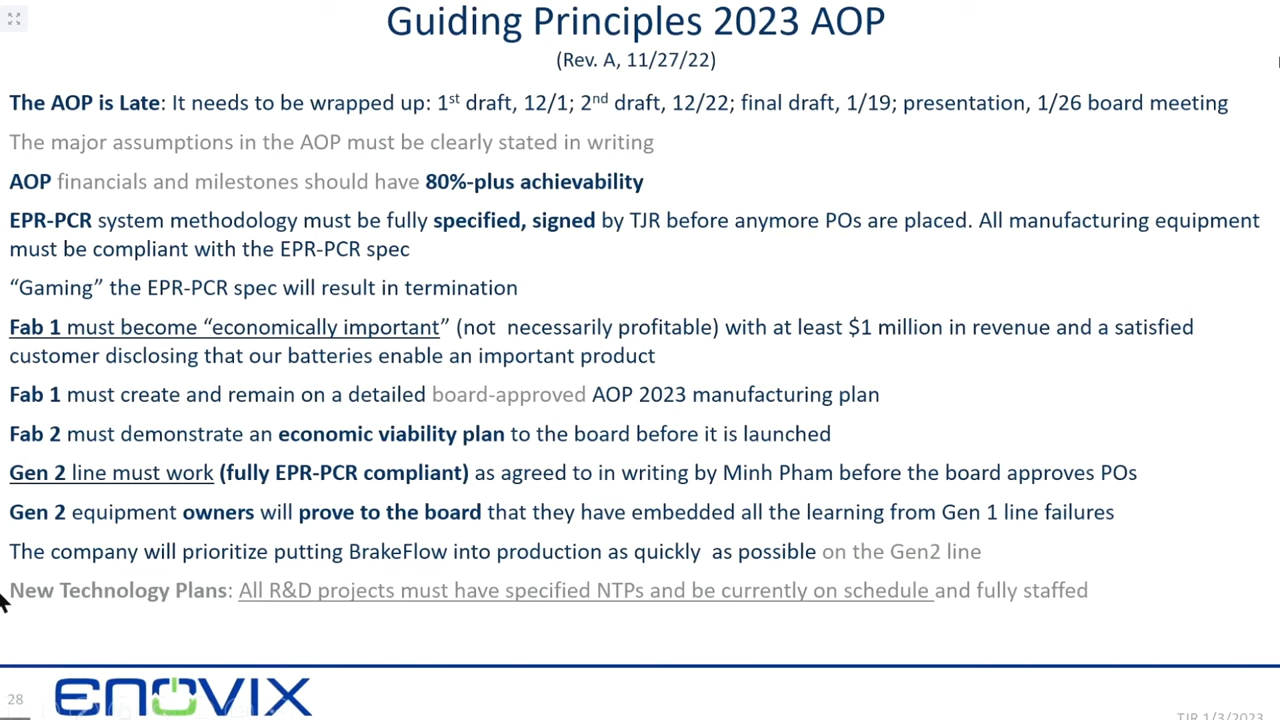 Guiding Principles 2023 AOP
(Rev. A, 11/27/22)
The AOP is Late: It needs to be wrapped up: 1st draft, 12/1; 2nd draft, 12/22; final draft, 1/19; presentation, 1/26 board meeting
The major assumptions in the AOP must be clearly stated in writing
AOP financials and milestones should have 80%-plus achievability
EPR-PCR system methodology must be fully specified, signed by TJR before anymore POs are placed. All manufacturing equipment
must be compliant with the EPR-PCR spec
“Gaming” the EPR-PCR spec will result in termination
Fab 1 must become “economically important” (not  necessarily profitable) with at least $1 million in revenue and a satisfied
customer disclosing that our batteries enable an important product
Fab 1 must create and remain on a detailed board-approved AOP 2023 manufacturing plan
Fab 2 must demonstrate an economic viability plan to the board before it is launched
Gen 2 line must work (fully EPR-PCR compliant) as agreed to in writing by Minh Pham before the board approves POs
Gen 2 equipment owners will prove to the board that they have embedded all the learning from Gen 1 line failures
The company will prioritize putting BrakeFlow into production as quickly  as possible on the Gen2 line
New Technology Plans: All R&D projects must have specified NTPs and be currently on schedule and fully staffed
28
ENOVIX
TJR 1/3/2023